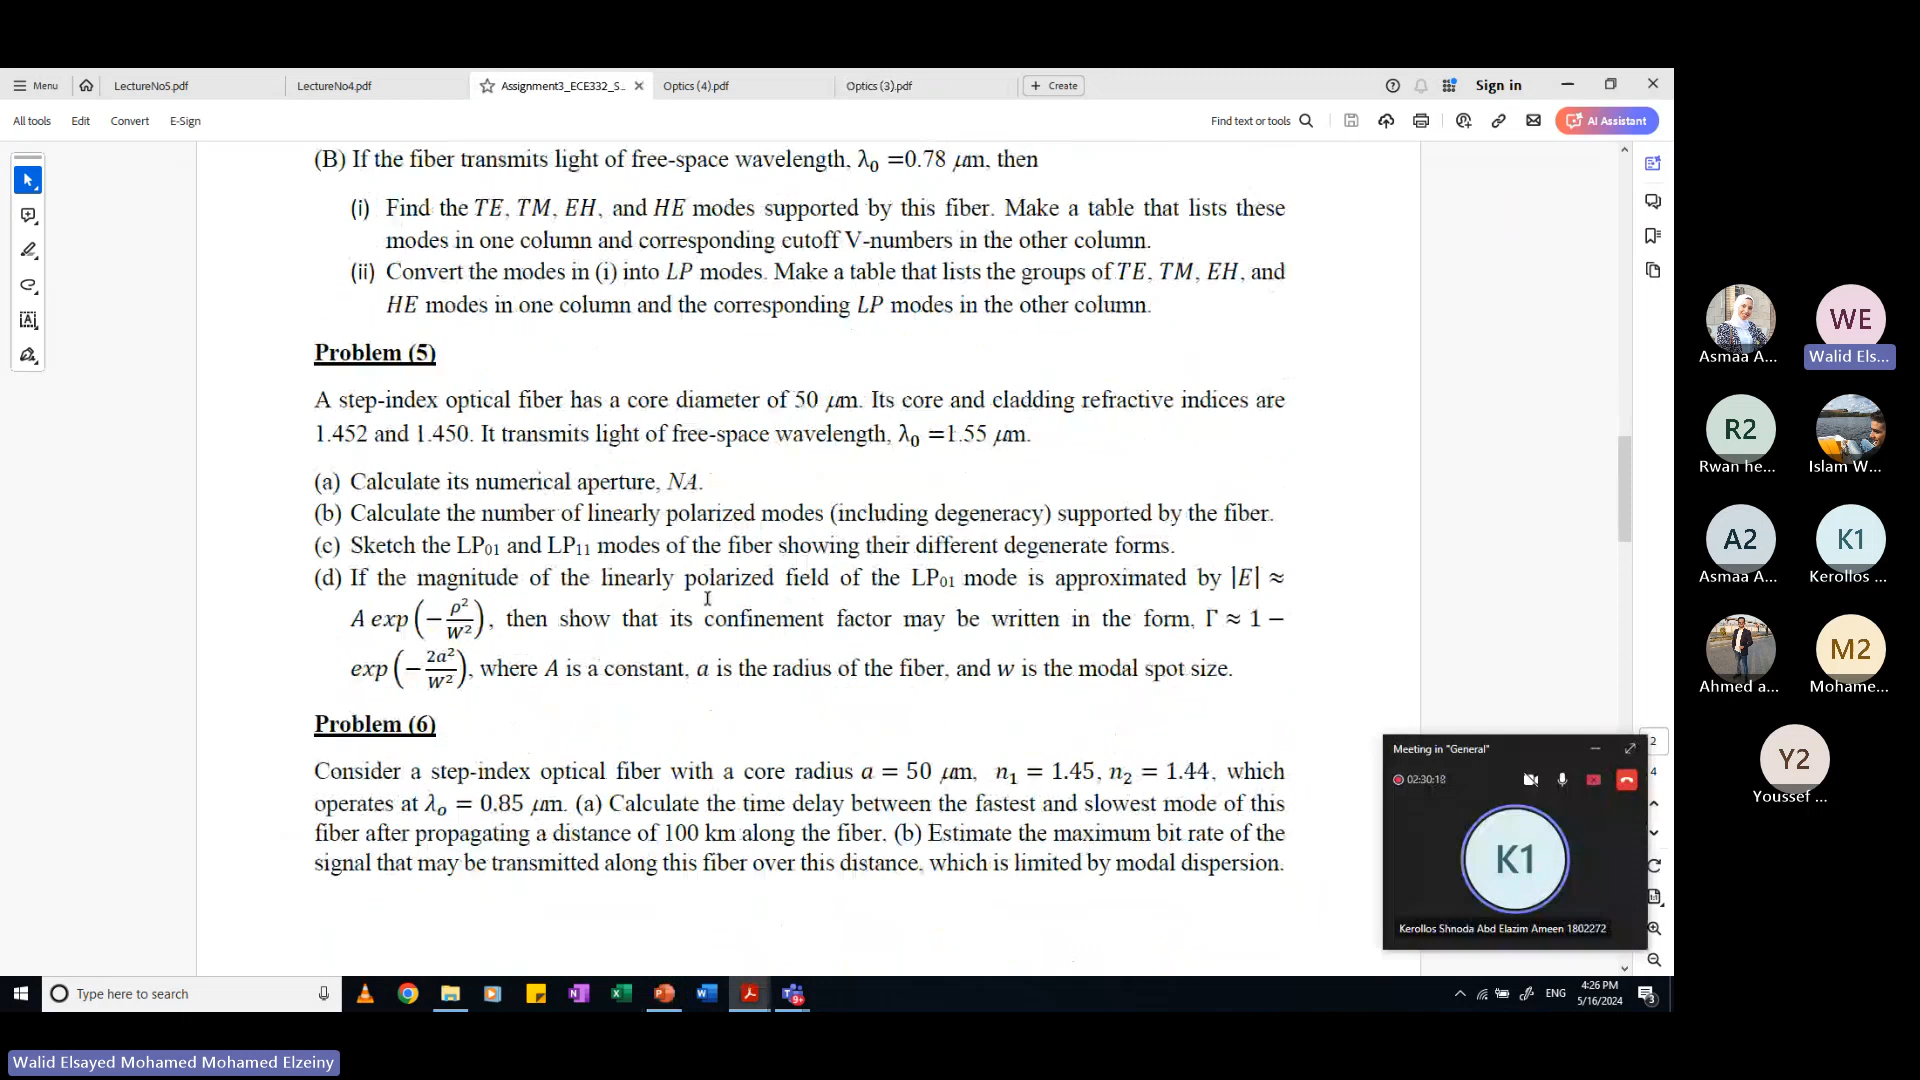 Menu
LectureNo5.pdf
LectureNo4.pdf
Assignment3_ECE332_S...
Optics (4).pdf
Optics (3).pdf
Create
Sign in
All tools
Edit
Convert
E-Sign
Find text or tools
AI Assistant
(B) If the fiber transmits light of free-space wavelength, λ₀ =0.78 μm, then
(i) Find the TE, TM, EH, and HE modes supported by this fiber. Make a table that lists these
modes in one column and corresponding cutoff V-numbers in the other column.
(ii) Convert the modes in (i) into LP modes. Make a table that lists the groups of TE, TM, EH, and
HE modes in one column and the corresponding LP modes in the other column.
Problem (5)
A step-index optical fiber has a core diameter of 50 μm. Its core and cladding refractive indices are
1.452 and 1.450. It transmits light of free-space wavelength, λ₀ =1.55 μm.
(a) Calculate its numerical aperture, NA.
(b) Calculate the number of linearly polarized modes (including degeneracy) supported by the fiber.
(c) Sketch the LP₀₁ and LP₁₁ modes of the fiber showing their different degenerate forms.
(d) If the magnitude of the linearly polarized field of the LP₀₁ mode is approximated by |E| ≈
A exp(−ρ²/W²), then show that its confinement factor may be written in the form, Γ ≈ 1 −
exp(−2a²/W²), where A is a constant, a is the radius of the fiber, and w is the modal spot size.
Problem (6)
Consider a step-index optical fiber with a core radius a = 50 μm, n₁ = 1.45, n₂ = 1.44, which
operates at λₒ = 0.85 μm. (a) Calculate the time delay between the fastest and slowest mode of this
fiber after propagating a distance of 100 km along the fiber. (b) Estimate the maximum bit rate of the
signal that may be transmitted along this fiber over this distance, which is limited by modal dispersion.
2
4
Meeting in "General"
02:30:18
K1
Kerollos Shnoda Abd Elazim Ameen 1802272
Asmaa A...
WE
Walid Els...
R2
Rwan he...
Islam W...
A2
Asmaa A...
K1
Kerollos ...
Ahmed a...
M2
Mohame...
Y2
Youssef ...
Type here to search
9+
ENG
4:26 PM
5/16/2024
3
Walid Elsayed Mohamed Mohamed Elzeiny